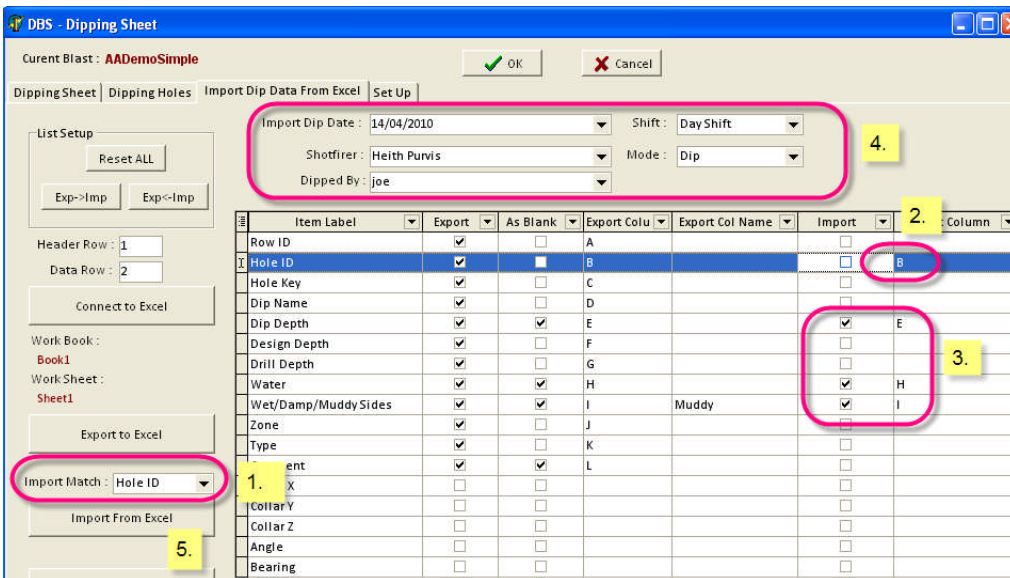 DBS - Dipping Sheet
Curent Blast : AADemoSimple
OK
Cancel
Dipping Sheet Dipping Holes Import Dip Data From Excel Set Up
Import Dip Date : 14/04/2010 Shift : Day Shift
4.
Shotfirer : Heith Purvis Mode : Dip
Dipped By : joe
List Setup
Reset ALL
Exp->Imp Exp<-Imp
Header Row : 1
Data Row : 2
Connect to Excel
Work Book :
Book1
Work Sheet :
Sheet1
Export to Excel
Import Match : Hole ID
1.
Import From Excel
5.
Item Label Export As Blank Export Colu Export Col Name Import 2. Column
Row ID A
Hole ID B B
Hole Key C
Dip Name D
Dip Depth E E
Design Depth F
Drill Depth G
3.
Water H H
Wet/Damp/Muddy Sides I Muddy I
Zone J
Type K
ent L
X
Collar Y
Collar Z
Angle
Bearing